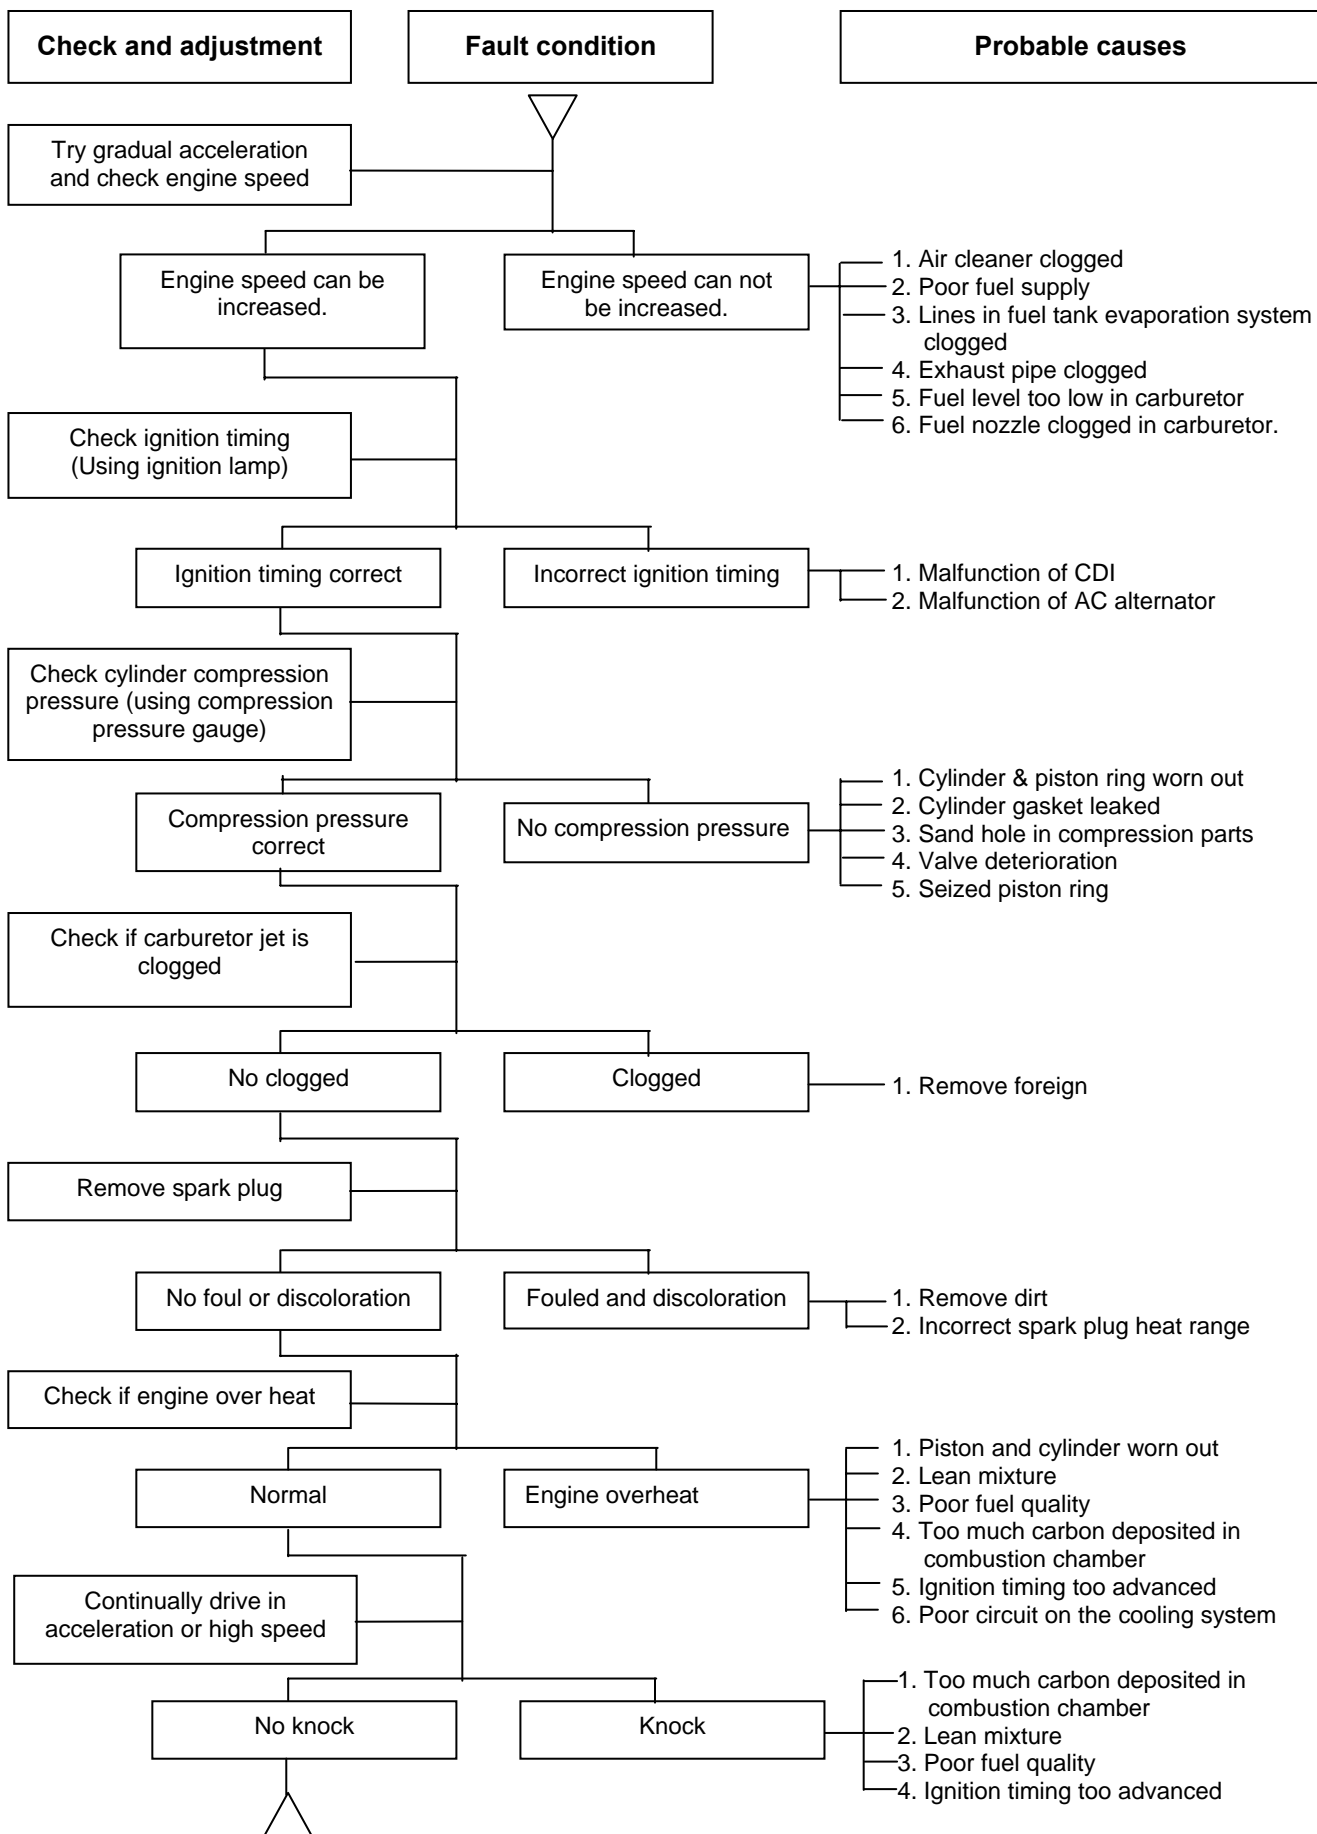 Check and adjustment
Fault condition
Probable causes
Try gradual acceleration
and check engine speed
Engine speed can be
increased.
Engine speed can not
be increased.
1. Air cleaner clogged
2. Poor fuel supply
3. Lines in fuel tank evaporation system
clogged
4. Exhaust pipe clogged
5. Fuel level too low in carburetor
6. Fuel nozzle clogged in carburetor.
Check ignition timing
(Using ignition lamp)
Ignition timing correct
Incorrect ignition timing
1. Malfunction of CDI
2. Malfunction of AC alternator
Check cylinder compression
pressure (using compression
pressure gauge)
Compression pressure
correct
No compression pressure
1. Cylinder & piston ring worn out
2. Cylinder gasket leaked
3. Sand hole in compression parts
4. Valve deterioration
5. Seized piston ring
Check if carburetor jet is
clogged
No clogged
Clogged
1. Remove foreign
Remove spark plug
No foul or discoloration
Fouled and discoloration
1. Remove dirt
2. Incorrect spark plug heat range
Check if engine over heat
Normal
Engine overheat
1. Piston and cylinder worn out
2. Lean mixture
3. Poor fuel quality
4. Too much carbon deposited in
combustion chamber
5. Ignition timing too advanced
6. Poor circuit on the cooling system
Continually drive in
acceleration or high speed
No knock
Knock
1. Too much carbon deposited in
combustion chamber
2. Lean mixture
3. Poor fuel quality
4. Ignition timing too advanced